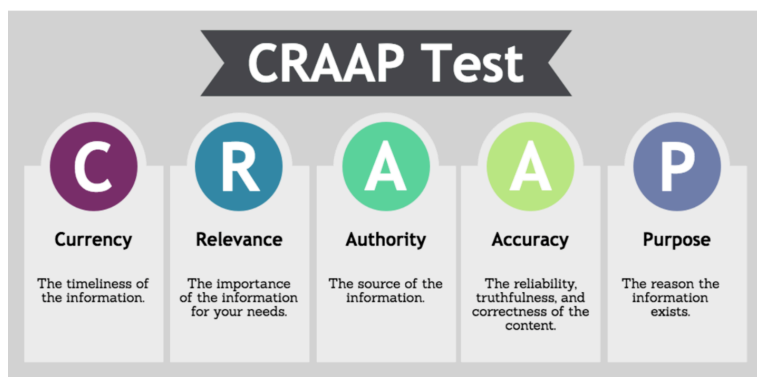 CRAAP Test
C
Currency
The timeliness of
the information.
R
Relevance
The importance
of the information
for your needs.
A
Authority
The source of the
information.
A
Accuracy
The reliability,
truthfulness, and
correctness of the
content.
P
Purpose
The reason the
information
exists.